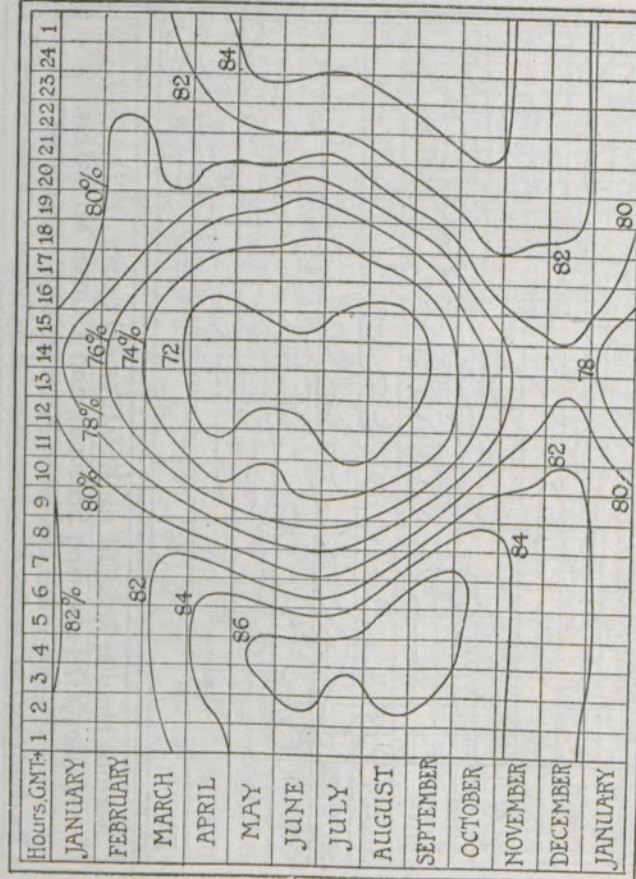 Hours,GMT→ 1 2 3 4 5 6 7 8 9 10 11 12 13 14 15 16 17 18 19 20 21 22 23 24 1
JANUARY 82% 80% 78% 76% 80%
FEBRUARY 74%
MARCH 82 72 82
APRIL 84 84
MAY 86
JUNE
JULY
AUGUST
SEPTEMBER
OCTOBER
NOVEMBER 84
DECEMBER 82 82
JANUARY 80 78 80